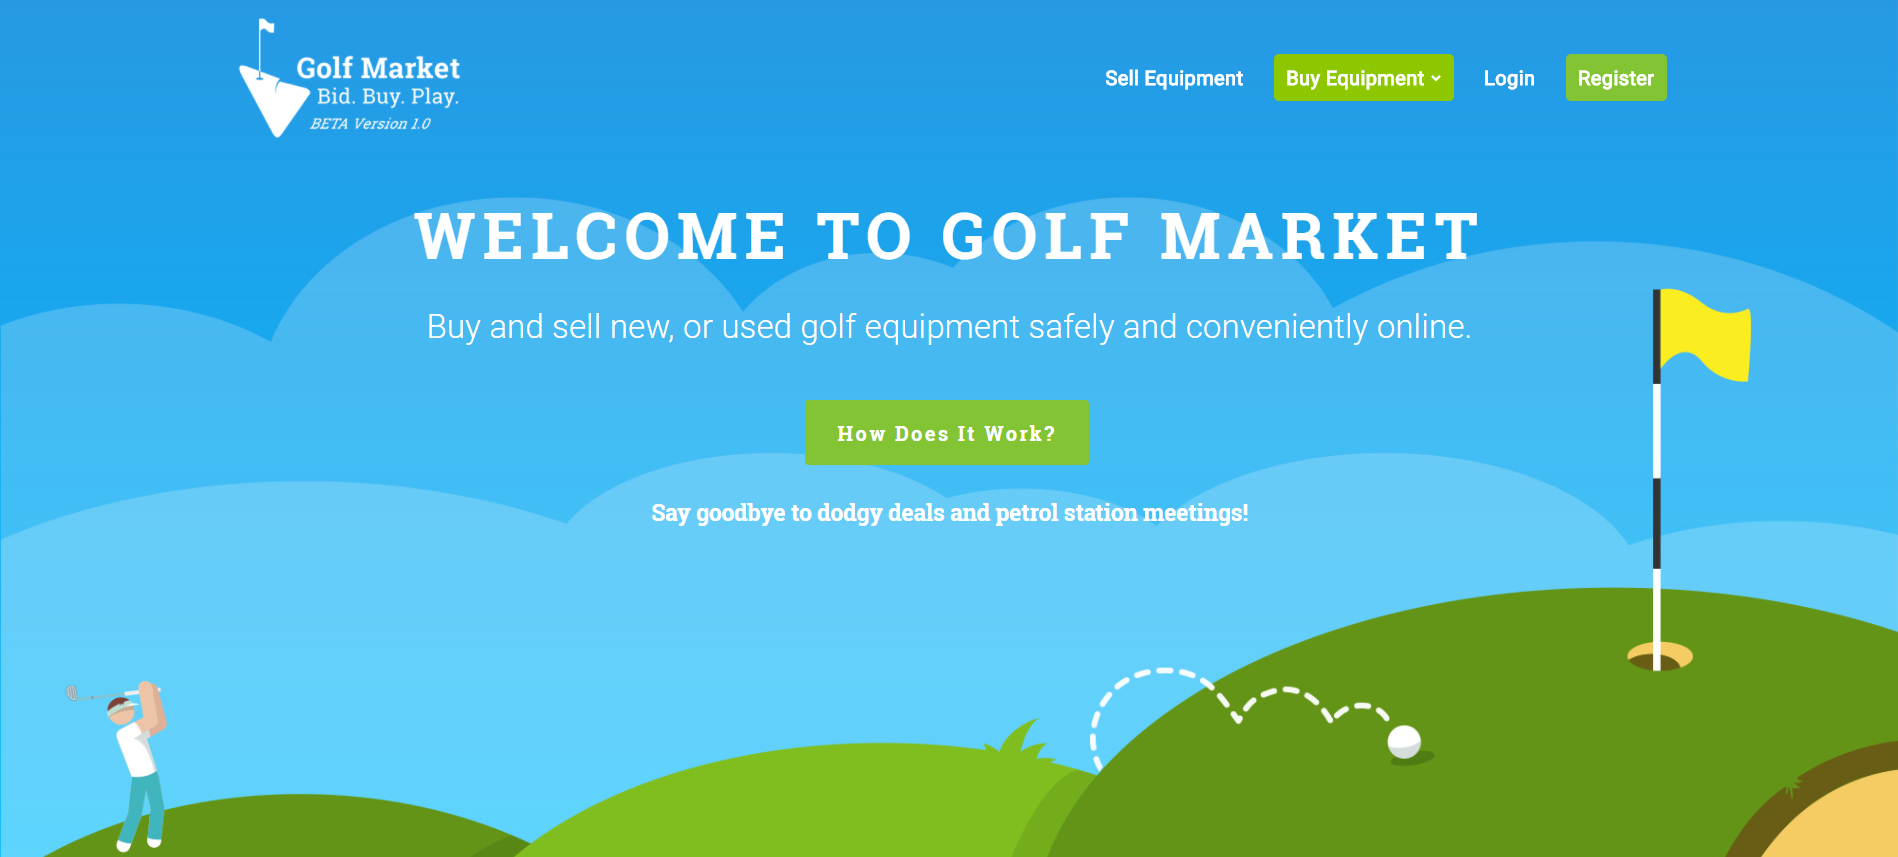 Golf Market
Bid. Buy. Play.
BETA Version 1.0
Sell Equipment
Buy Equipment
Login
Register
WELCOME TO GOLF MARKET
Buy and sell new, or used golf equipment safely and conveniently online.
How Does It Work?
Say goodbye to dodgy deals and petrol station meetings!